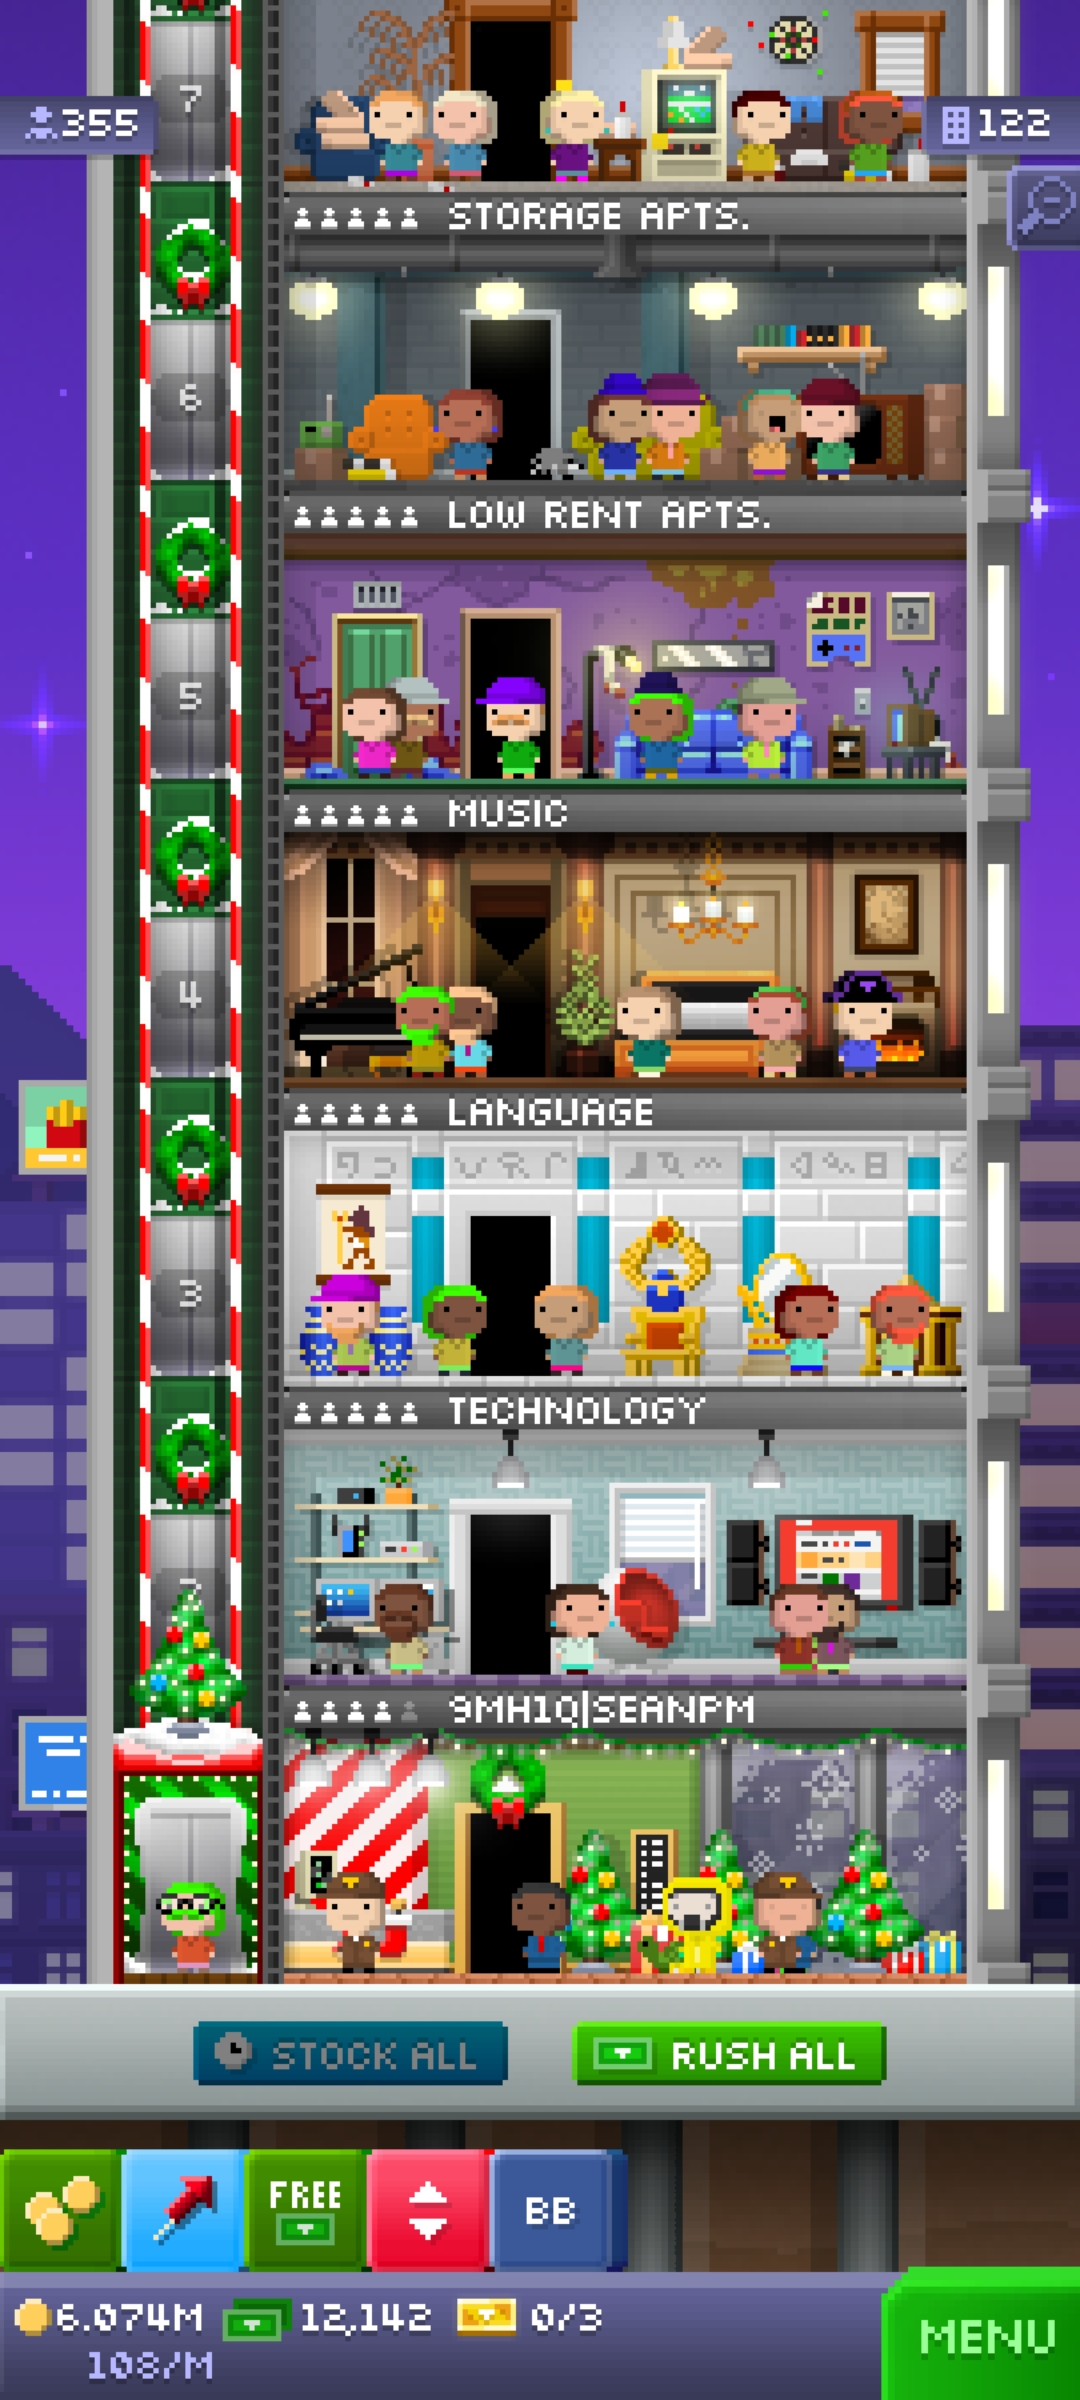 7
355
122
STORAGE APTS.
6
LOW RENT APTS.
5
MUSIC
4
LANGUAGE
3
TECHNOLOGY
9MH1Q|SEANPM
STOCK ALL
RUSH ALL
FREE
BB
6.074M 12,142 0/3
108/M
MENU